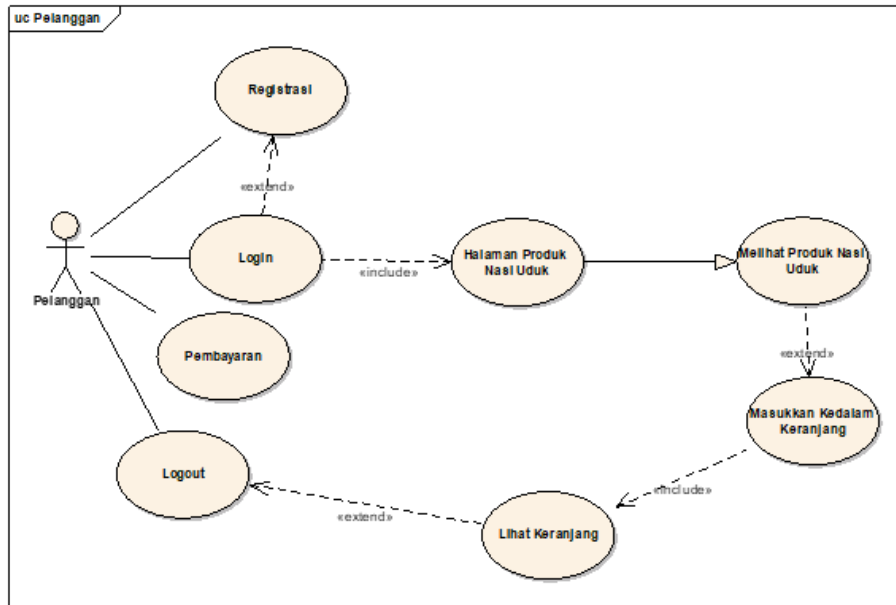 uc Pelanggan
Registrasi
«extend»
Login
«include»
Halaman Produk
Nasi Uduk
Melihat Produk Nasi
Uduk
Pelanggan
Pembayaran
«extend»
Masukkan Kedalam
Keranjang
Logout
«include»
«extend»
Lihat Keranjang